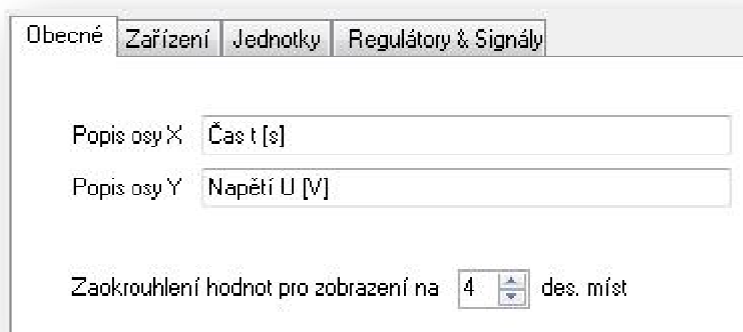 Obecné Zařízení Jednotky Regulátory & Signály
Popis osy X Čas t [s]
Popis osy Y Napětí U [V]
Zaokrouhlení hodnot pro zobrazení na 4 des. míst